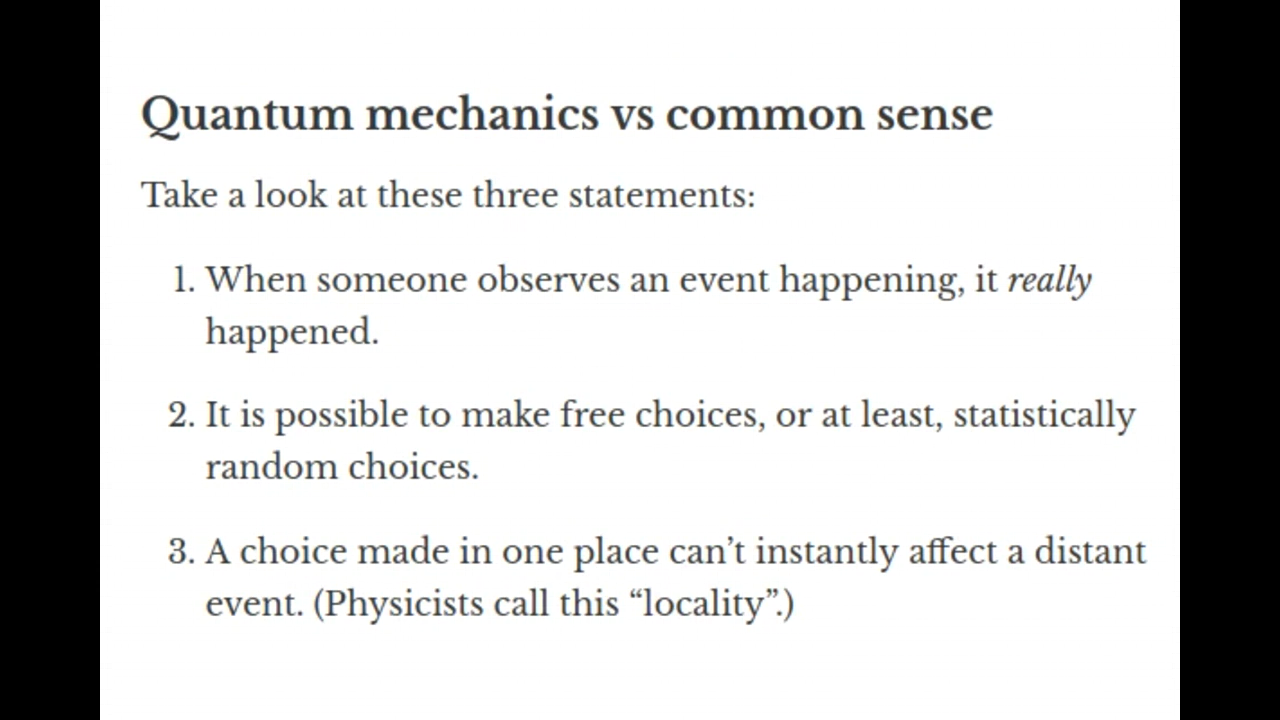 Quantum mechanics vs common sense
Take a look at these three statements:
1. When someone observes an event happening, it really
happened.
2. It is possible to make free choices, or at least, statistically
random choices.
3. A choice made in one place can’t instantly affect a distant
event. (Physicists call this “locality”.)